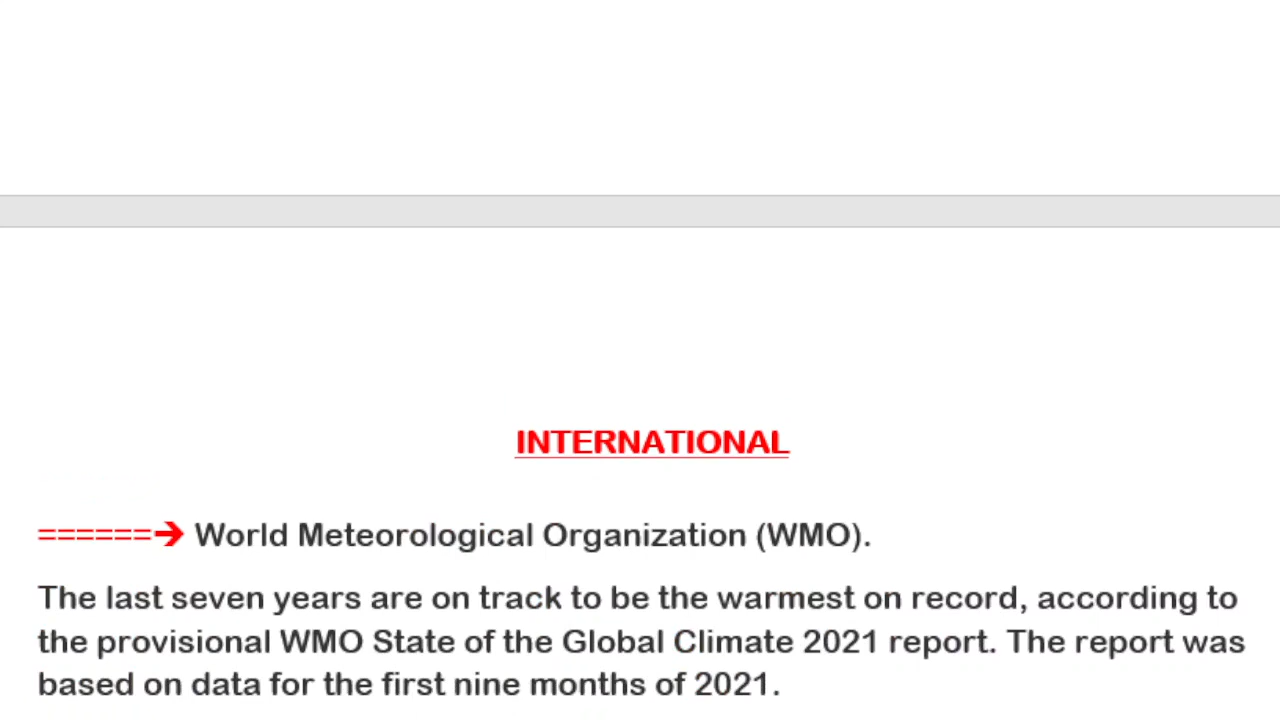 INTERNATIONAL
======➔ World Meteorological Organization (WMO).
The last seven years are on track to be the warmest on record, according to
the provisional WMO State of the Global Climate 2021 report. The report was
based on data for the first nine months of 2021.